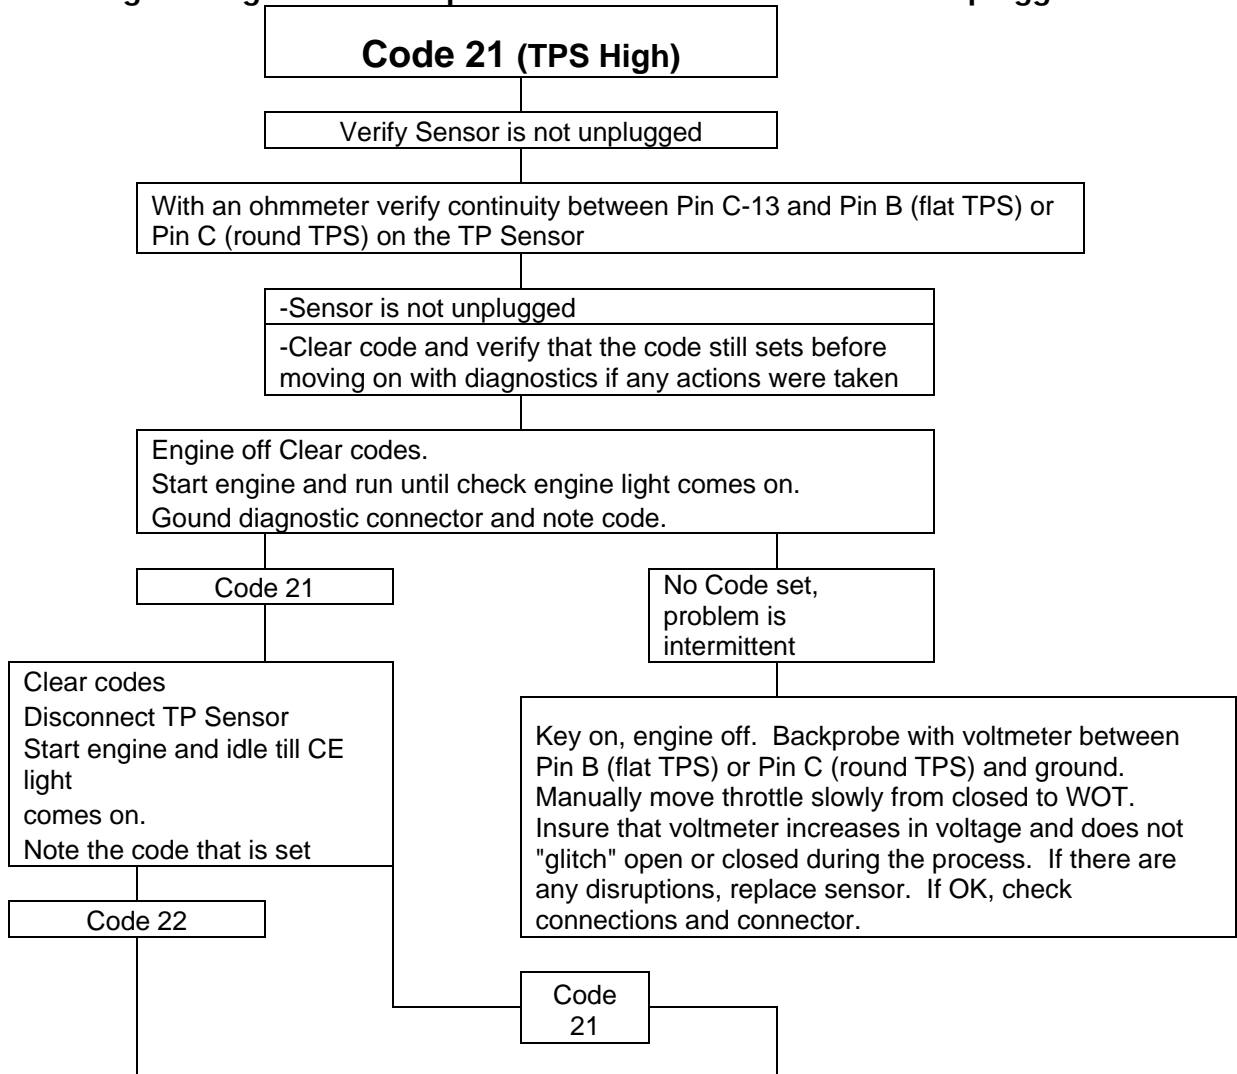 Code 21 (TPS High)
Verify Sensor is not unplugged
With an ohmmeter verify continuity between Pin C-13 and Pin B (flat TPS) or
Pin C (round TPS) on the TP Sensor
-Sensor is not unplugged
-Clear code and verify that the code still sets before
moving on with diagnostics if any actions were taken
Engine off Clear codes.
Start engine and run until check engine light comes on.
Gound diagnostic connector and note code.
Code 21
No Code set,
problem is
intermittent
Clear codes
Disconnect TP Sensor
Start engine and idle till CE
light
comes on.
Note the code that is set
Key on, engine off.  Backprobe with voltmeter between
Pin B (flat TPS) or Pin C (round TPS) and ground.
Manually move throttle slowly from closed to WOT.
Insure that voltmeter increases in voltage and does not
"glitch" open or closed during the process.  If there are
any disruptions, replace sensor.  If OK, check
connections and connector.
Code 22
Code
21